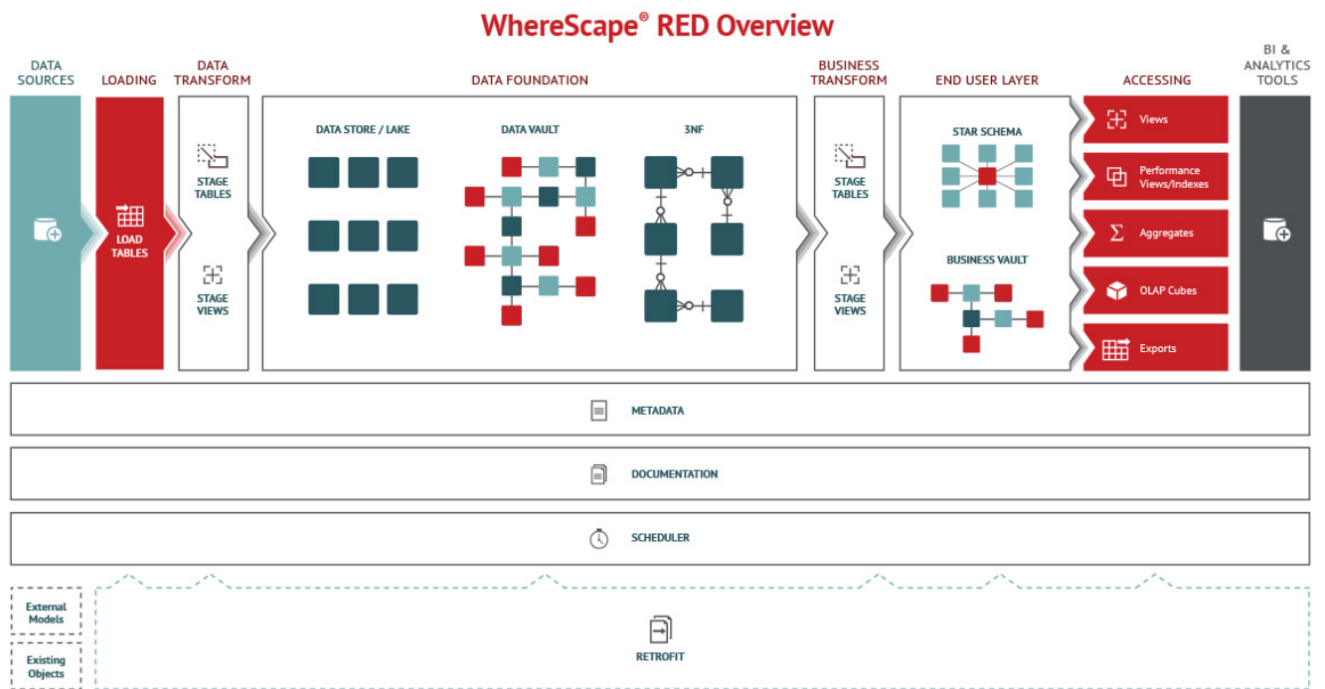 WhereScape® RED Overview
DATA
SOURCES
LOADING
DATA
TRANSFORM
DATA FOUNDATION
BUSINESS
TRANSFORM
END USER LAYER
ACCESSING
BI &
ANALYTICS
TOOLS
LOAD
TABLES
STAGE
TABLES
STAGE
VIEWS
DATA STORE / LAKE
DATA VAULT
3NF
STAGE
TABLES
STAGE
VIEWS
STAR SCHEMA
BUSINESS VAULT
Views
Performance
Views/Indexes
Aggregates
OLAP Cubes
Exports
METADATA
DOCUMENTATION
SCHEDULER
External
Models
Existing
Objects
RETROFIT